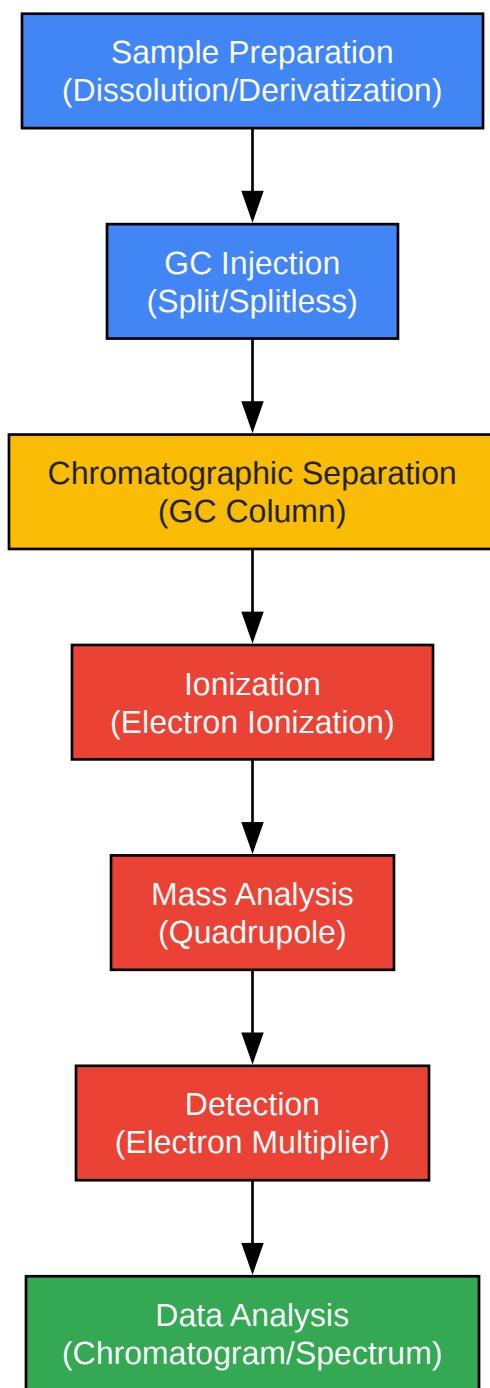 Sample Preparation
(Dissolution/Derivatization)
GC Injection
(Split/Splitless)
Chromatographic Separation
(GC Column)
Ionization
(Electron Ionization)
Mass Analysis
(Quadrupole)
Detection
(Electron Multiplier)
Data Analysis
(Chromatogram/Spectrum)